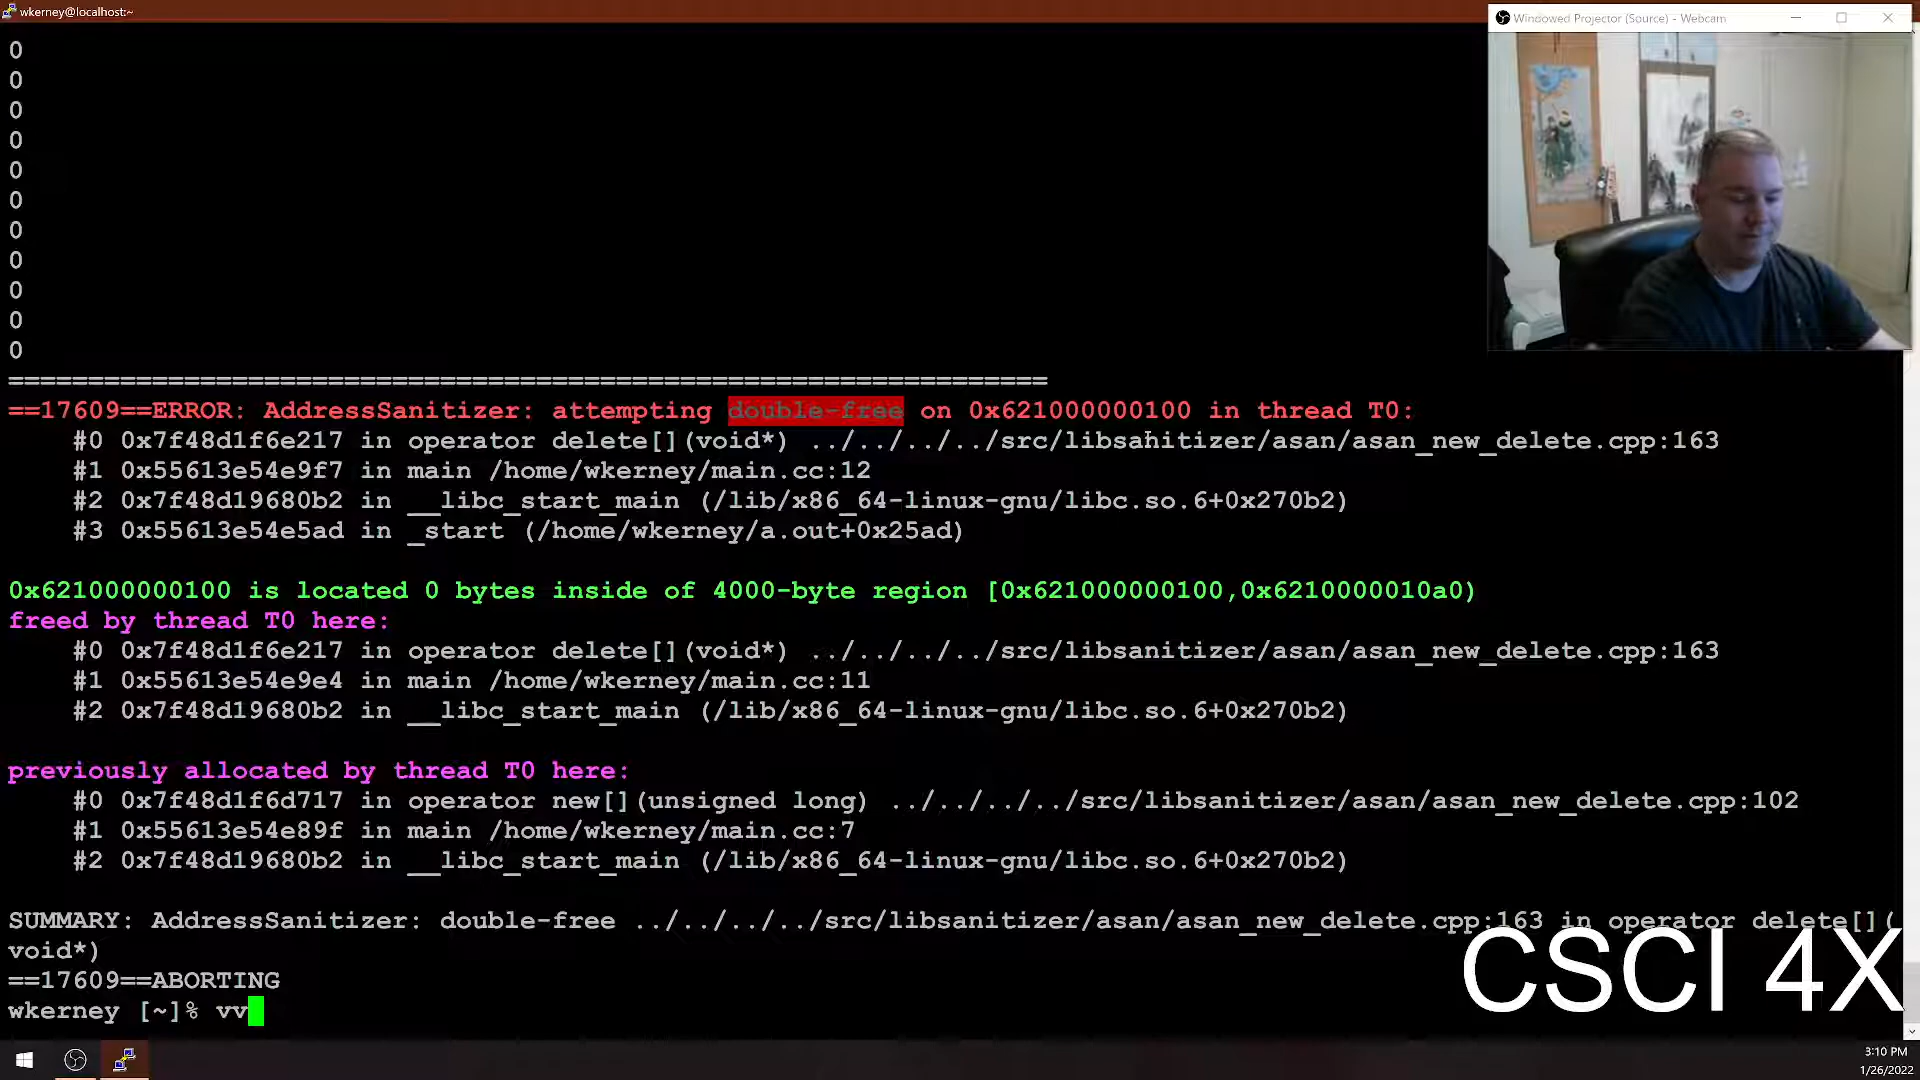 wkerney@localhost:~
Windowed Projector (Source) - Webcam
0
0
0
0
0
0
0
0
0
0
0
=================================================================
==17609==ERROR: AddressSanitizer: attempting double-free on 0x621000000100 in thread T0:
#0 0x7f48d1f6e217 in operator delete[](void*) ../../../../src/libsanitizer/asan/asan_new_delete.cpp:163
#1 0x55613e54e9f7 in main /home/wkerney/main.cc:12
#2 0x7f48d19680b2 in __libc_start_main (/lib/x86_64-linux-gnu/libc.so.6+0x270b2)
#3 0x55613e54e5ad in _start (/home/wkerney/a.out+0x25ad)
0x621000000100 is located 0 bytes inside of 4000-byte region [0x621000000100,0x6210000010a0)
freed by thread T0 here:
#0 0x7f48d1f6e217 in operator delete[](void*) ../../../../src/libsanitizer/asan/asan_new_delete.cpp:163
#1 0x55613e54e9e4 in main /home/wkerney/main.cc:11
#2 0x7f48d19680b2 in __libc_start_main (/lib/x86_64-linux-gnu/libc.so.6+0x270b2)
previously allocated by thread T0 here:
#0 0x7f48d1f6d717 in operator new[](unsigned long) ../../../../src/libsanitizer/asan/asan_new_delete.cpp:102
#1 0x55613e54e89f in main /home/wkerney/main.cc:7
#2 0x7f48d19680b2 in __libc_start_main (/lib/x86_64-linux-gnu/libc.so.6+0x270b2)
SUMMARY: AddressSanitizer: double-free ../../../../src/libsanitizer/asan/asan_new_delete.cpp:163 in operator delete[](
void*)
==17609==ABORTING
wkerney [~]% vv
CSCI 4X
3:10 PM
1/26/2022